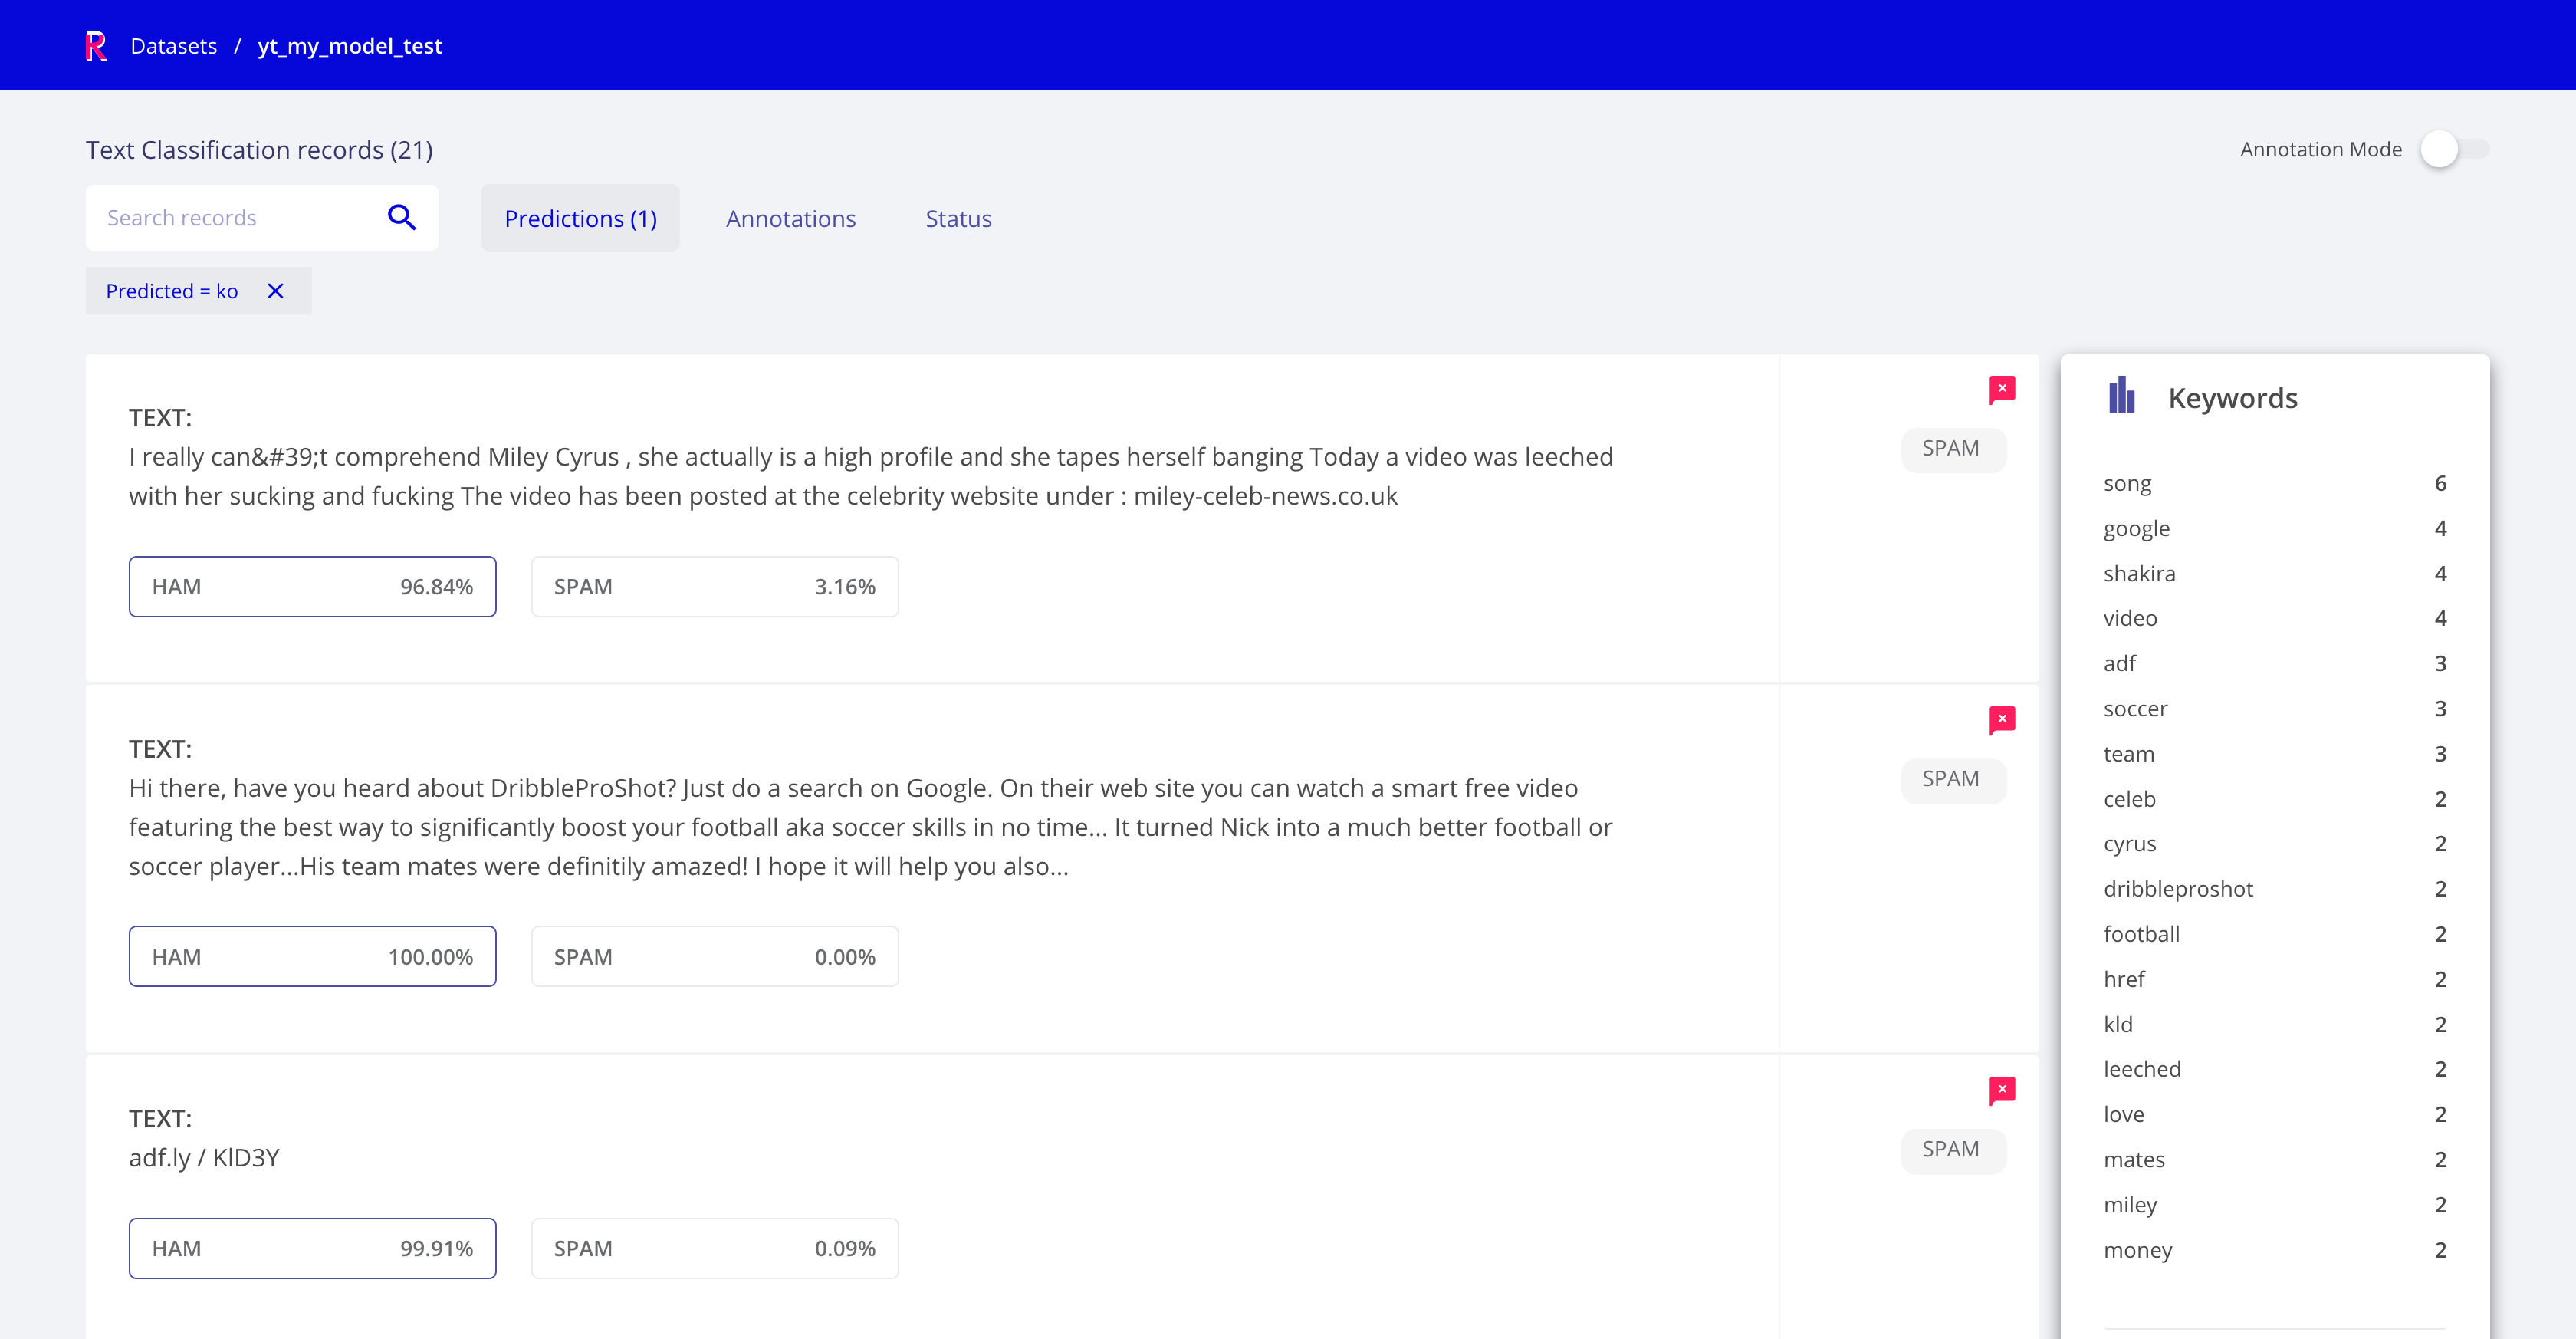 R Datasets / yt_my_model_test
Text Classification records (21)
Annotation Mode
Search records
Predictions (1)
Annotations
Status
Predicted = ko
TEXT:
I really can&#39;t comprehend Miley Cyrus , she actually is a high profile and she tapes herself banging Today a video was leeched
with her sucking and fucking The video has been posted at the celebrity website under : miley-celeb-news.co.uk
HAM 96.84%
SPAM 3.16%
SPAM
TEXT:
Hi there, have you heard about DribbleProShot? Just do a search on Google. On their web site you can watch a smart free video
featuring the best way to significantly boost your football aka soccer skills in no time... It turned Nick into a much better football or
soccer player...His team mates were definitily amazed! I hope it will help you also...
HAM 100.00%
SPAM 0.00%
SPAM
TEXT:
adf.ly / KlD3Y
HAM 99.91%
SPAM 0.09%
SPAM
Keywords
song 6
google 4
shakira 4
video 4
adf 3
soccer 3
team 3
celeb 2
cyrus 2
dribbleproshot 2
football 2
href 2
kld 2
leeched 2
love 2
mates 2
miley 2
money 2